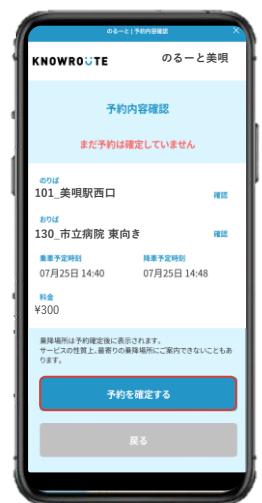 のるーと | 予約内容確認 ×
KNOWROUTE のるーと美唄
予約内容確認
まだ予約は確定していません
のりば
101_美唄駅西口 確認
おりば
130_市立病院 東向き 確認
乗車予定時刻 降車予定時刻
07月25日 14:40 07月25日 14:48
料金
¥300
乗降場所は予約確定後に表示されます。
サービスの性質上、最寄りの乗降場所にご案内できないこともあ
ります。
予約を確定する
戻る